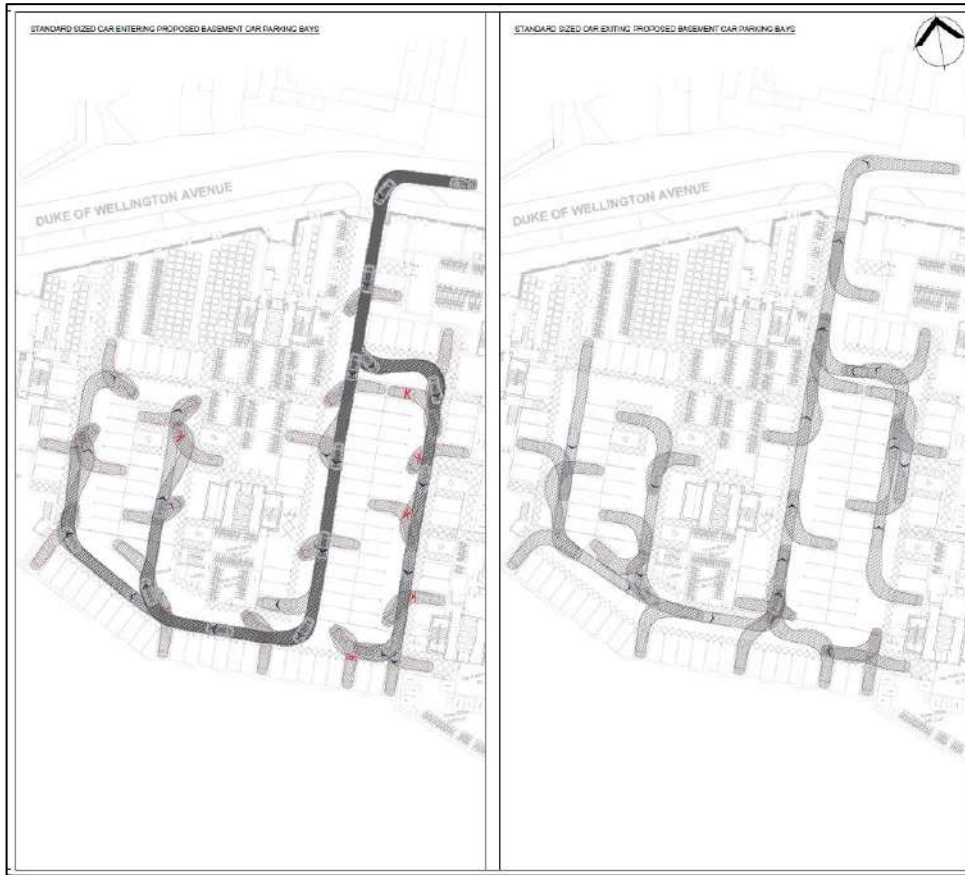 STANDARD SIZED CAR ENTERING PROPOSED BASEMENT CAR PARKING BAYS
STANDARD SIZED CAR EXITING PROPOSED BASEMENT CAR PARKING BAYS
DUKE OF WELLINGTON AVENUE
DUKE OF WELLINGTON AVENUE